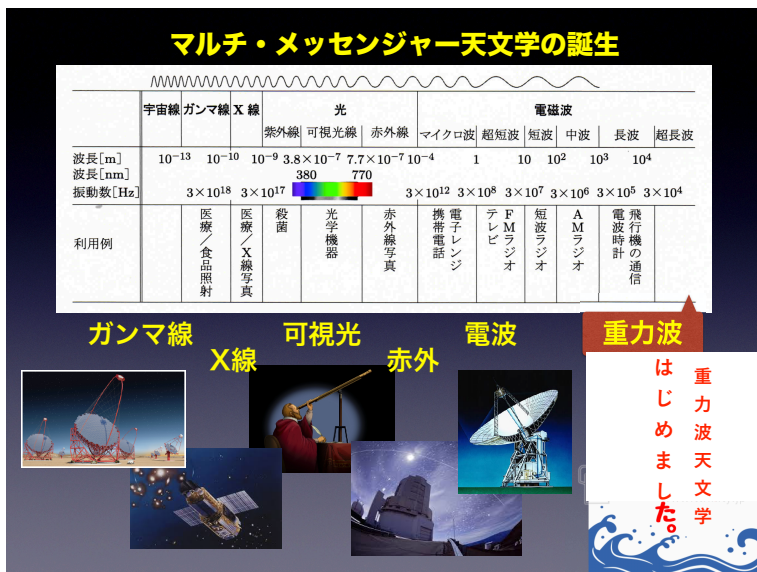 マルチ・メッセンジャー天文学の誕生
宇宙線 ガンマ線 X 線 光 電磁波
紫外線 可視光線 赤外線 マイクロ波 超短波 短波 中波 長波 超長波
波長[m] 10⁻¹³ 10⁻¹⁰ 10⁻⁹ 3.8×10⁻⁷ 7.7×10⁻⁷ 10⁻⁴ 1 10 10² 10³ 10⁴
波長[nm] 380 770
振動数[Hz] 3×10¹⁸ 3×10¹⁷ 3×10¹² 3×10⁸ 3×10⁷ 3×10⁶ 3×10⁵ 3×10⁴
利用例
医療/食品照射
医療/X線写真
殺菌
光学機器
赤外線写真
電子レンジ
携帯電話
FMラジオ
テレビ
短波ラジオ
AMラジオ
飛行機の通信
電波時計
ガンマ線
X線
可視光
赤外
電波
重力波
重力波天文学
はじめました。